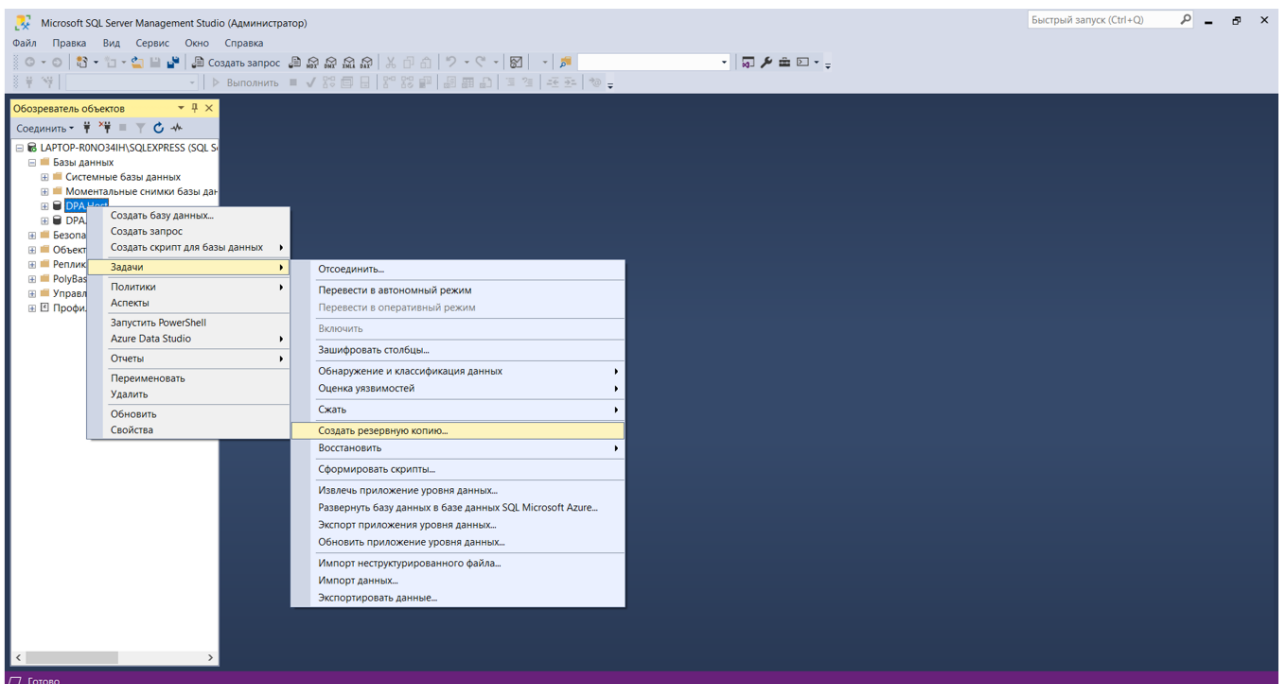 Microsoft SQL Server Management Studio (Администратор)
Быстрый запуск (Ctrl+Q)
Файл Правка Вид Сервис Окно Справка
Создать запрос
Выполнить
Обозреватель объектов
Соединить
LAPTOP-R0NO34IH\SQLEXPRESS (SQL S
Базы данных
Системные базы данных
Моментальные снимки базы дан
DPA.Host
DPA.
Безопа
Объект
Реплик
PolyBas
Управл
Профи.
Создать базу данных...
Создать запрос
Создать скрипт для базы данных
Задачи
Политики
Аспекты
Запустить PowerShell
Azure Data Studio
Отчеты
Переименовать
Удалить
Обновить
Свойства
Отсоединить...
Перевести в автономный режим
Перевести в оперативный режим
Включить
Зашифровать столбцы...
Обнаружение и классификация данных
Оценка уязвимостей
Сжать
Создать резервную копию...
Восстановить
Сформировать скрипты...
Извлечь приложение уровня данных...
Развернуть базу данных в базе данных SQL Microsoft Azure...
Экспорт приложения уровня данных...
Обновить приложение уровня данных...
Импорт неструктурированного файла...
Импорт данных...
Экспортировать данные...
Готово